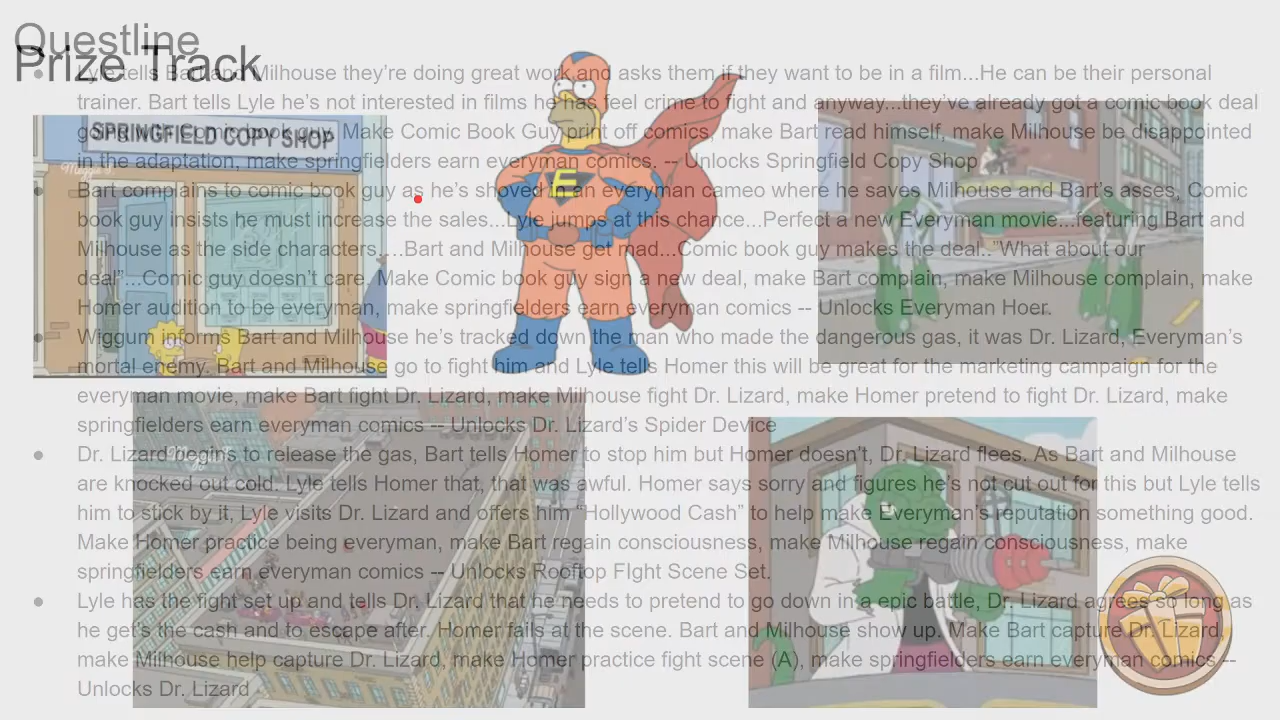 Questline
Prize Track
Lyle tells Bart and Milhouse they're doing great work and asks them if they want to be in a film...He can be their personal
trainer. Bart tells Lyle he's not interested in films he has feel crime to fight and anyway...they've already got a comic book deal
going with comic book guy. Make Comic Book Guy print off comics, make Bart read himself, make Milhouse be disappointed
in the adaptation, make springfielders earn everyman comics. -- Unlocks Springfield Copy Shop
Bart complains to comic book guy as he's shoved in an everyman cameo where he saves Milhouse and Bart's asses, Comic
book guy insists he must increase the sales...Lyle jumps at this chance...Perfect a new Everyman movie...featuring Bart and
Milhouse as the side characters....Bart and Milhouse get mad...Comic book guy makes the deal.."What about our
deal"...Comic guy doesn't care. Make Comic book guy sign a new deal, make Bart complain, make Milhouse complain, make
Homer audition to be everyman, make springfielders earn everyman comics -- Unlocks Everyman Hoer.
Wiggum informs Bart and Milhouse he's tracked down the man who made the dangerous gas, it was Dr. Lizard, Everyman's
mortal enemy. Bart and Milhouse go to fight him and Lyle tells Homer this will be great for the marketing campaign for the
everyman movie, make Bart fight Dr. Lizard, make Milhouse fight Dr. Lizard, make Homer pretend to fight Dr. Lizard, make
springfielders earn everyman comics -- Unlocks Dr. Lizard's Spider Device
Dr. Lizard begins to release the gas, Bart tells Homer to stop him but Homer doesn't, Dr. Lizard flees. As Bart and Milhouse
are knocked out cold. Lyle tells Homer that, that was awful. Homer says sorry and figures he's not cut out for this but Lyle tells
him to stick by it, Lyle visits Dr. Lizard and offers him "Hollywood Cash" to help make Everyman's reputation something good.
Make Homer practice being everyman, make Bart regain consciousness, make Milhouse regain consciousness, make
springfielders earn everyman comics -- Unlocks Rooftop FIght Scene Set.
Lyle has the fight set up and tells Dr. Lizard that he needs to pretend to go down in a epic battle, Dr. Lizard agrees so long as
he get's the cash and to escape after. Homer fails at the scene. Bart and Milhouse show up. Make Bart capture Dr. Lizard,
make Milhouse help capture Dr. Lizard, make Homer practice fight scene (A), make springfielders earn everyman comics --
Unlocks Dr. Lizard
SPRINGFIELD COPY SHOP
E